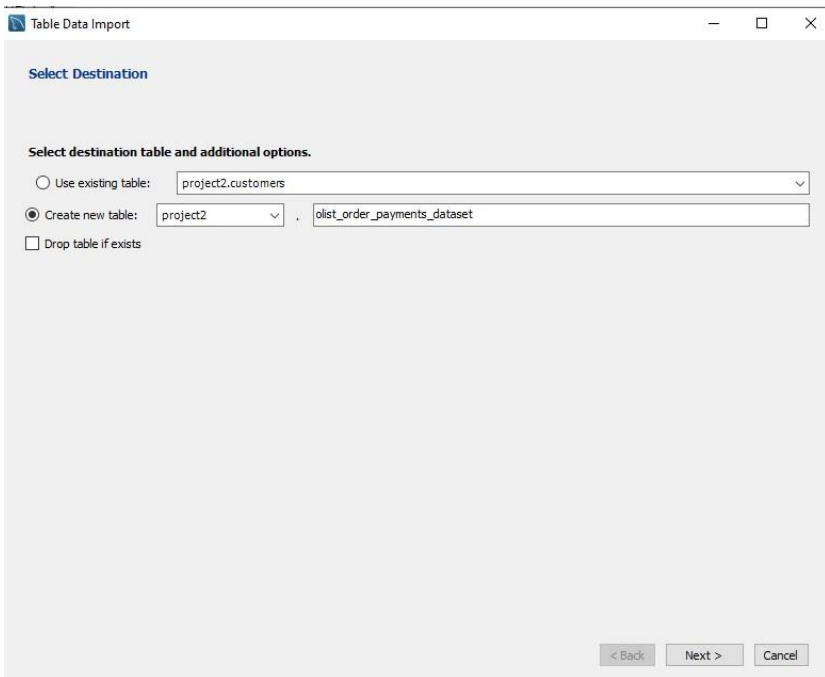 Table Data Import
Select Destination
Select destination table and additional options.
Use existing table: project2.customers
Create new table: project2 . olist_order_payments_dataset
Drop table if exists
< Back Next > Cancel